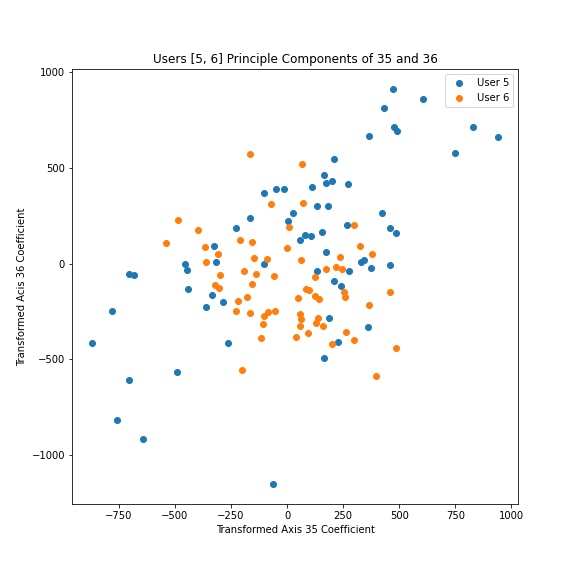 Users [5, 6] Principle Components of 35 and 36
User 5
User 6
Transformed Acis 36 Coefficient
1000
500
0
−500
−1000
−750
−500
−250
0
250
500
750
1000
Transformed Axis 35 Coefficient